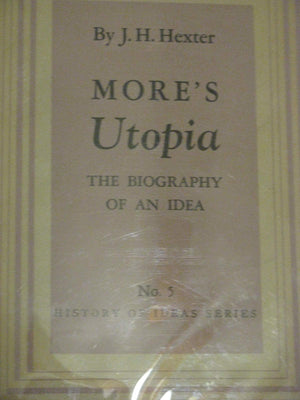 By J. H. Hexter
MORE'S
Utopia
THE BIOGRAPHY
OF AN IDEA
No. 5
HISTORY OF IDEAS SERIES